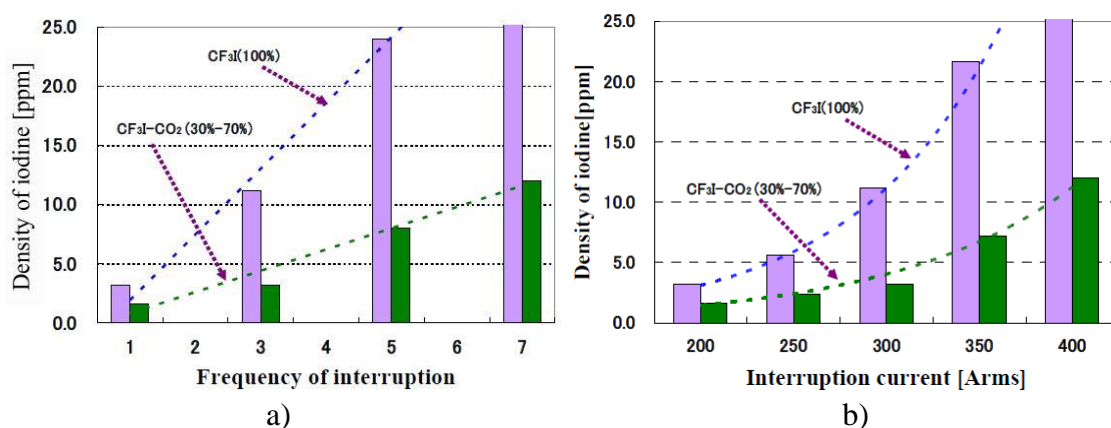 Density of iodine [ppm]
25.0
20.0
15.0
10.0
5.0
0.0
CF3I(100%)
CF3I-CO2(30%-70%)
1 2 3 4 5 6 7
Frequency of interruption
a)
Density of iodine[ppm]
25.0
20.0
15.0
10.0
5.0
0.0
CF3I(100%)
CF3I-CO2(30%-70%)
200 250 300 350 400
Interruption current [Arms]
b)